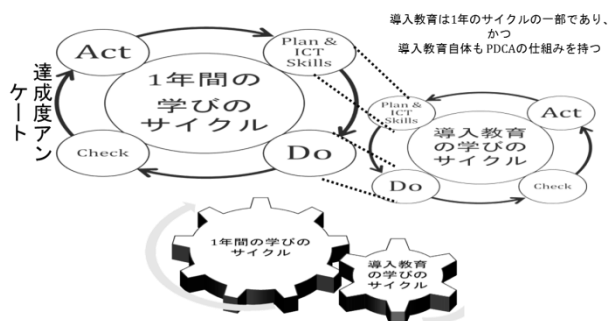 導入教育は1年のサイクルの一部であり、
かつ
導入教育自体も PDCAの仕組みを持つ
Act
Plan &
ICT
Skills
1年間の
学びの
サイクル
達成度アン
ケート
Check
Do
Plan &
ICT
Skills
Act
導入教育
の学びの
サイクル
Do
Check
1年間の学びの
サイクル
導入教育
の学びの
サイクル